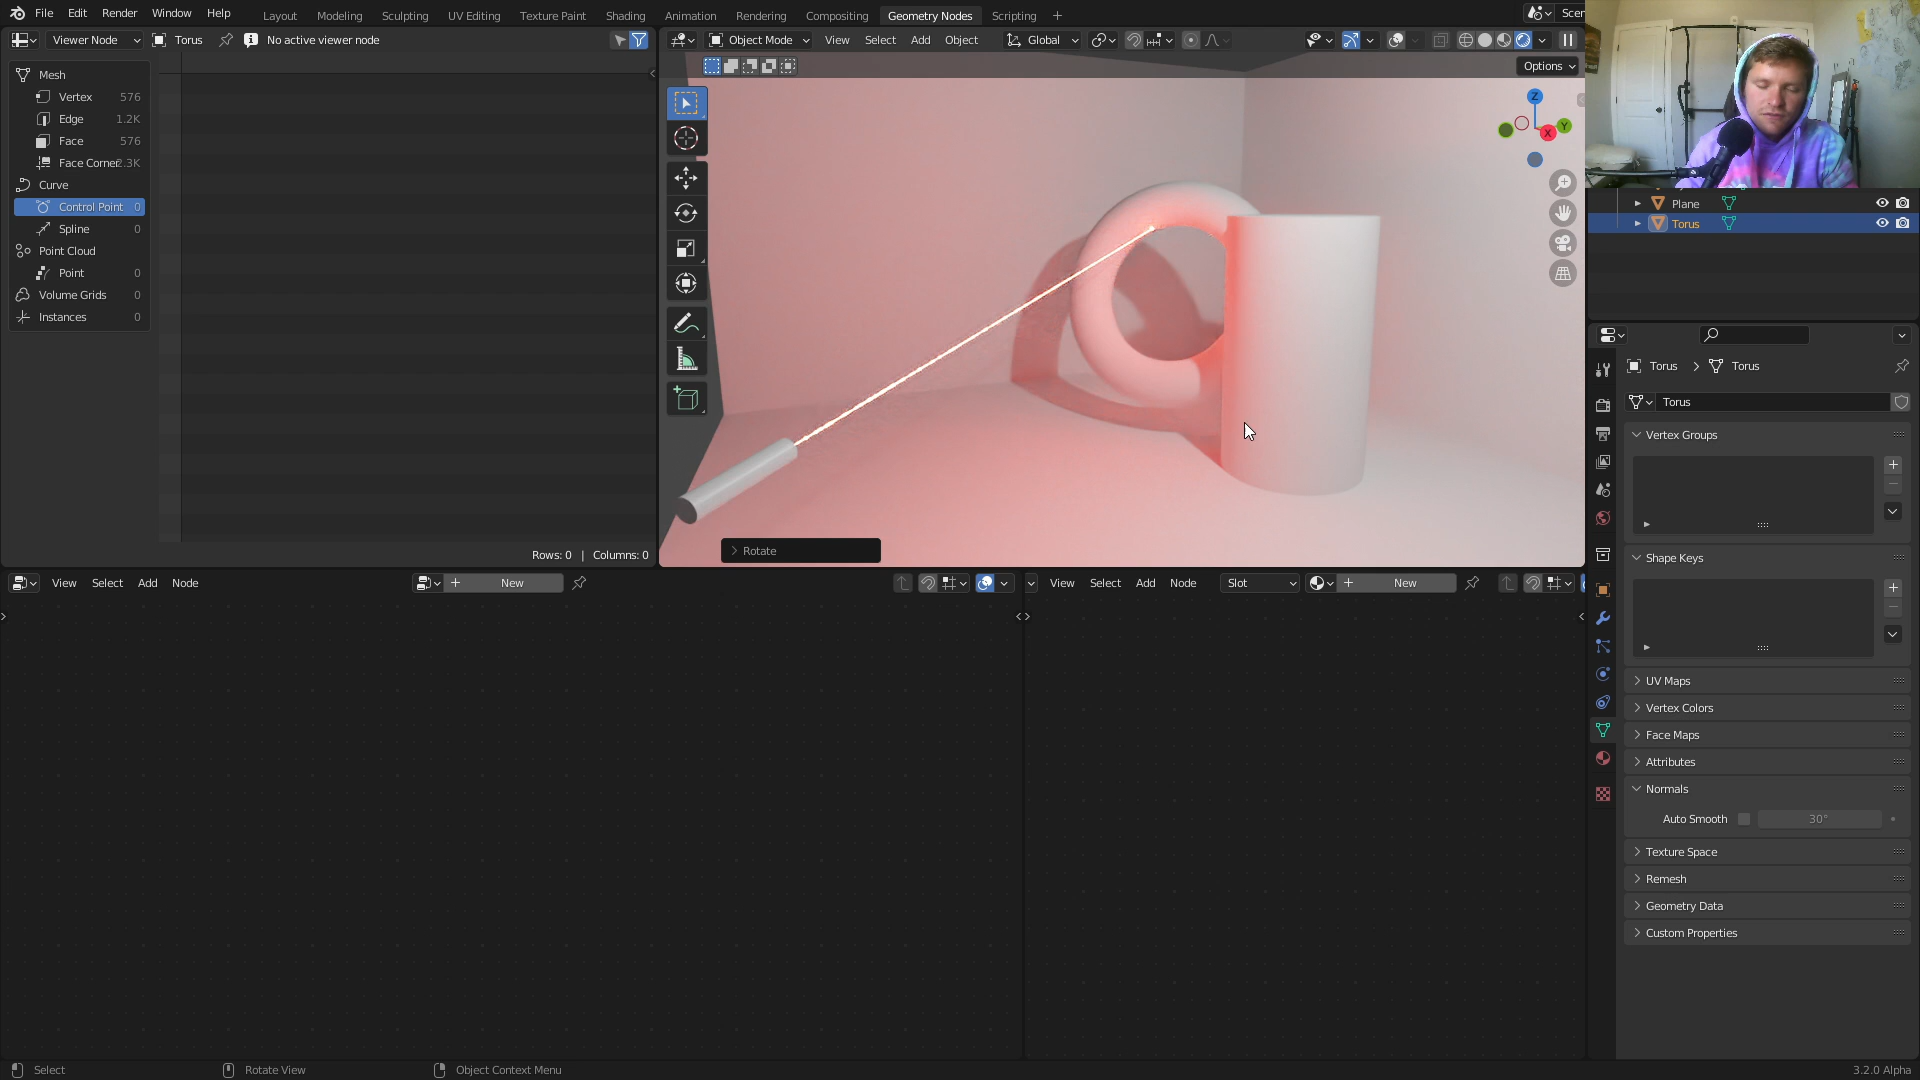 File Edit Render Window Help Layout Modeling Sculpting UV Editing Texture Paint Shading Animation Rendering Compositing Geometry Nodes Scripting + Scen
Viewer Node Torus No active viewer node
Object Mode View Select Add Object Global
Options
Mesh
Vertex 576
Edge 1.2K
Face 576
Face Corner 2.3K
Curve
Control Point 0
Spline 0
Point Cloud
Point 0
Volume Grids 0
Instances 0
Rows: 0 | Columns: 0
Z
X
Y
Rotate
Plane
Torus
Torus > Torus
Torus
Vertex Groups
Shape Keys
UV Maps
Vertex Colors
Face Maps
Attributes
Normals
Auto Smooth 30°
Texture Space
Remesh
Geometry Data
Custom Properties
View Select Add Node + New
View Select Add Node Slot + New
Select Rotate View Object Context Menu 3.2.0 Alpha